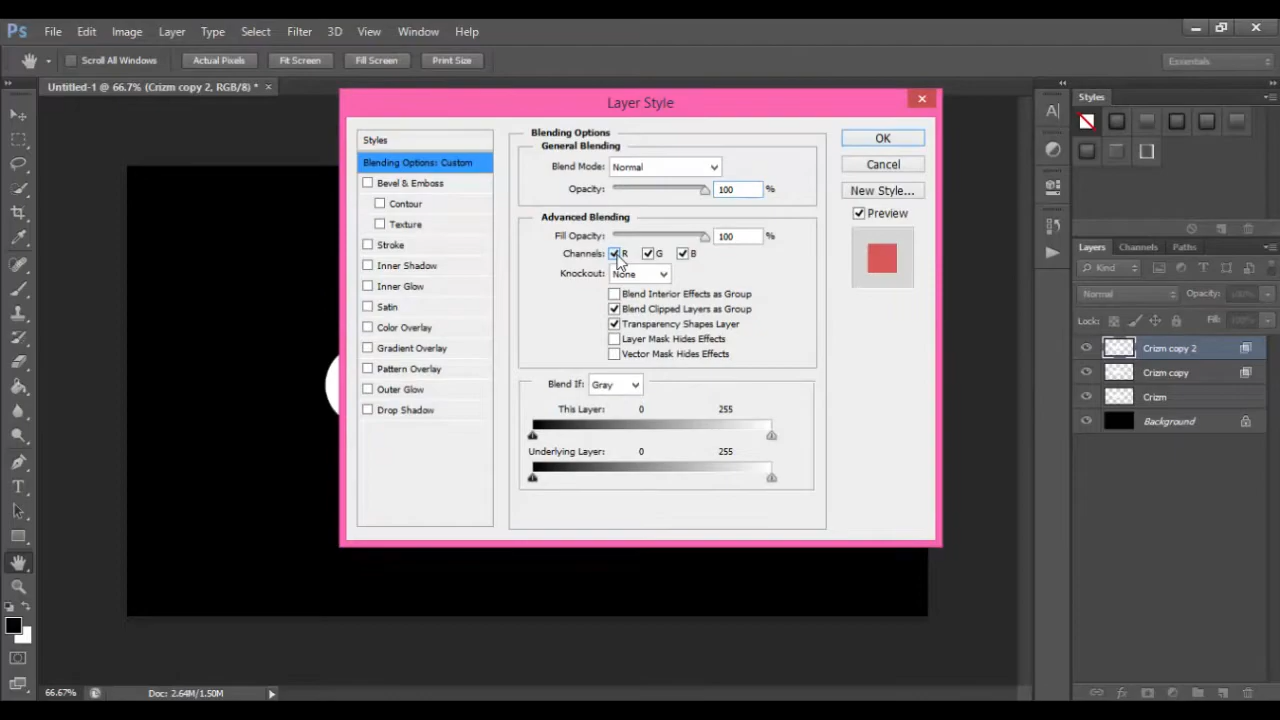 Ps File Edit Image Layer Type Select Filter 3D View Window Help
Scroll All Windows Actual Pixels Fit Screen Fill Screen Print Size Essentials
Untitled-1 @ 66.7% (Crizm copy 2, RGB/8) * ×
Layer Style
Styles
Blending Options: Custom
Bevel & Emboss
Contour
Texture
Stroke
Inner Shadow
Inner Glow
Satin
Color Overlay
Gradient Overlay
Pattern Overlay
Outer Glow
Drop Shadow
Blending Options
General Blending
Blend Mode: Normal
Opacity: 100 %
Advanced Blending
Fill Opacity: 100 %
Channels: R G B
Knockout: None
Blend Interior Effects as Group
Blend Clipped Layers as Group
Transparency Shapes Layer
Layer Mask Hides Effects
Vector Mask Hides Effects
Blend If: Gray
This Layer: 0 255
Underlying Layer: 0 255
OK
Cancel
New Style...
Preview
Styles
Layers Channels Paths
Kind
Normal Opacity: 100%
Lock: Fill: 100%
Crizm copy 2
Crizm copy
Crizm
Background
66.67% Doc: 2.64M/1.50M